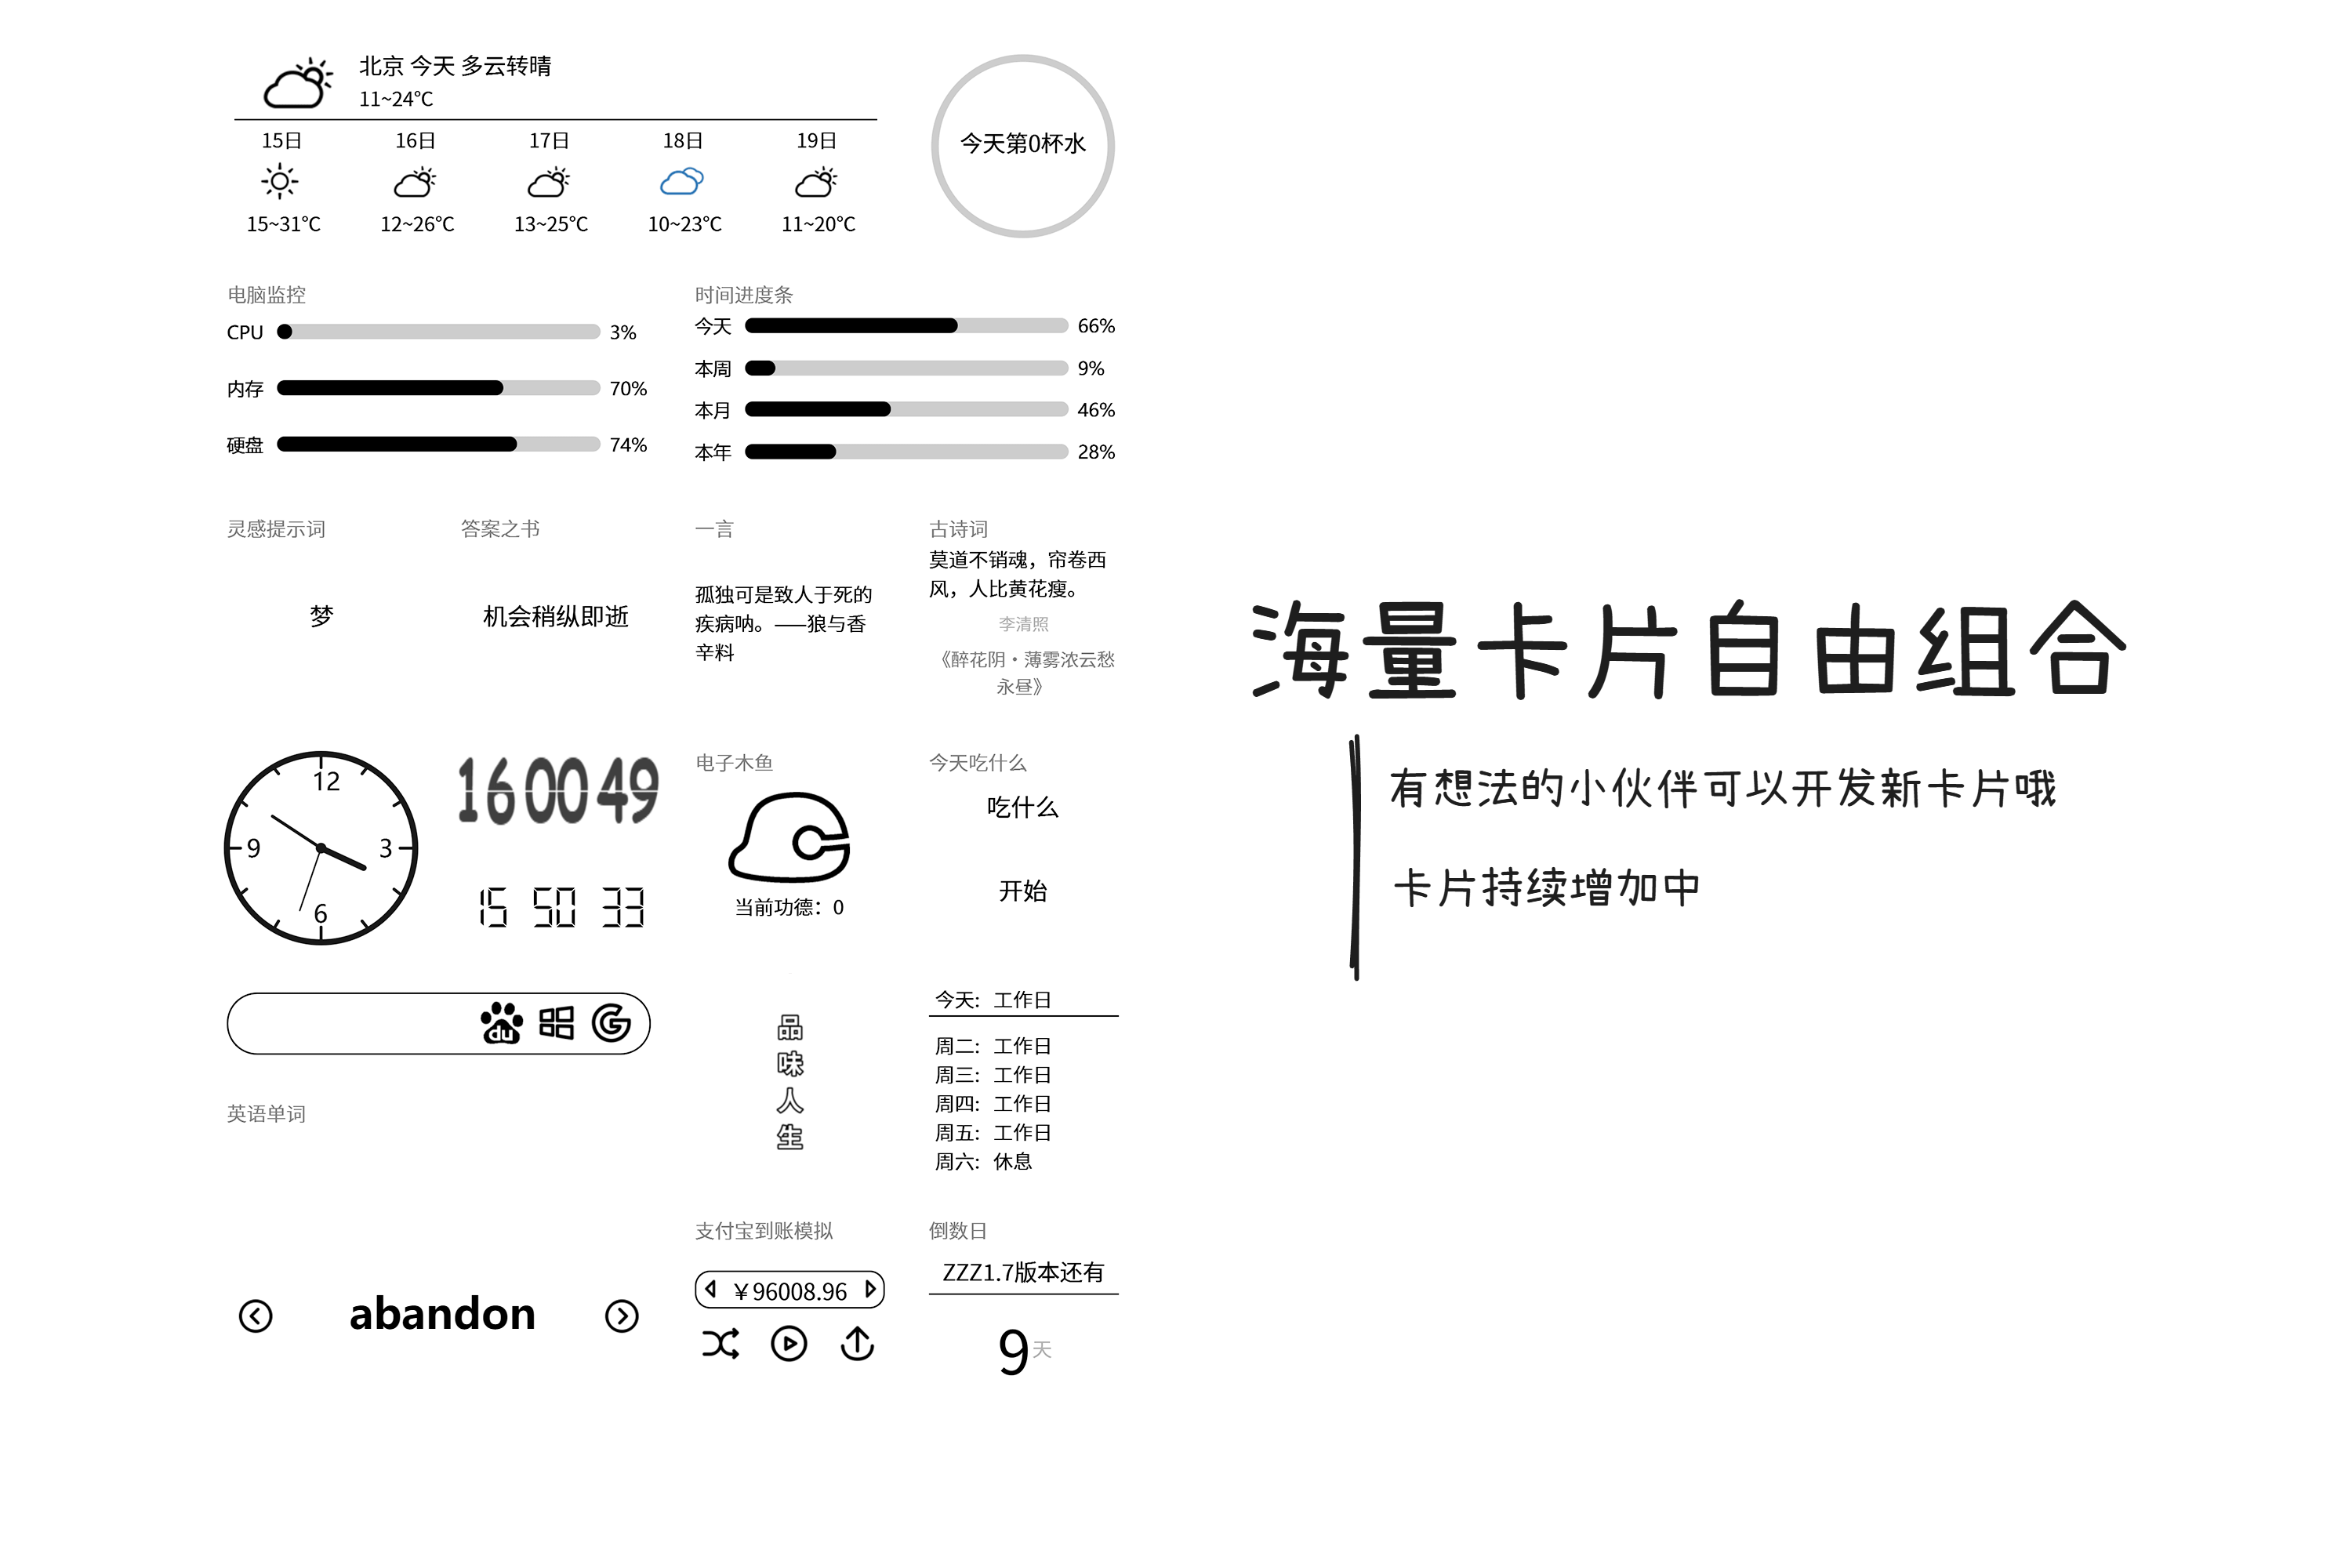 北京 今天 多云转晴
11~24°C
15日 16日 17日 18日 19日
15~31°C 12~26°C 13~25°C 10~23°C 11~20°C
今天第0杯水
电脑监控
CPU 3%
内存 70%
硬盘 74%
时间进度条
今天 66%
本周 9%
本月 46%
本年 28%
灵感提示词
梦
答案之书
机会稍纵即逝
一言
孤独可是致人于死的
疾病呐。——狼与香
辛料
古诗词
莫道不销魂，帘卷西
风，人比黄花瘦。
李清照
《醉花阴·薄雾浓云愁
永昼》
12
9 3
6
16 00 49
15 50 33
电子木鱼
当前功德：0
今天吃什么
吃什么
开始
du
品
味
人
生
今天: 工作日
周二: 工作日
周三: 工作日
周四: 工作日
周五: 工作日
周六: 休息
英语单词
abandon
支付宝到账模拟
￥96008.96
倒数日
ZZZ1.7版本还有
9天
海量卡片自由组合
有想法的小伙伴可以开发新卡片哦
卡片持续增加中